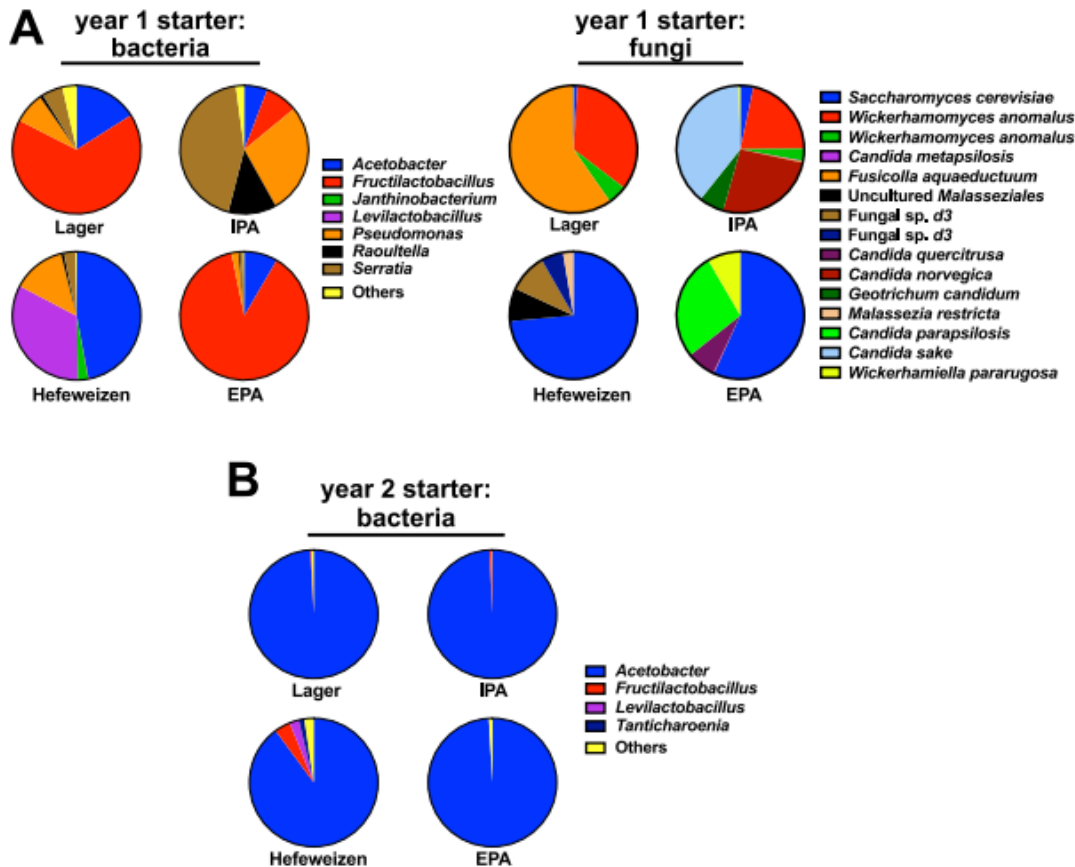 A
year 1 starter:
bacteria
Lager
IPA
Hefeweizen
EPA
Acetobacter
Fructilactobacillus
Janthinobacterium
Levilactobacillus
Pseudomonas
Raoultella
Serratia
Others
year 1 starter:
fungi
Lager
IPA
Hefeweizen
EPA
Saccharomyces cerevisiae
Wickerhamomyces anomalus
Wickerhamomyces anomalus
Candida metapsilosis
Fusicolla aquaeductuum
Uncultured Malasseziales
Fungal sp. d3
Fungal sp. d3
Candida quercitrusa
Candida norvegica
Geotrichum candidum
Malassezia restricta
Candida parapsilosis
Candida sake
Wickerhamiella pararugosa
B
year 2 starter:
bacteria
Lager
IPA
Hefeweizen
EPA
Acetobacter
Fructilactobacillus
Levilactobacillus
Tanticharoenia
Others